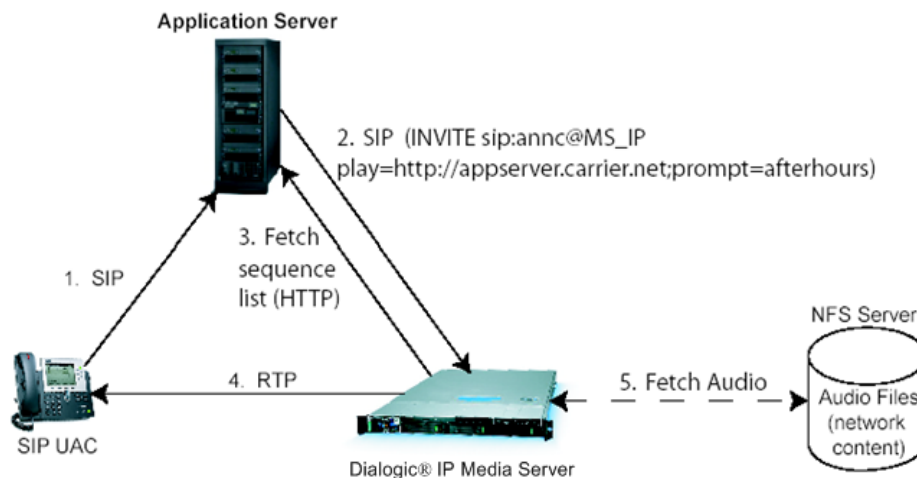 Application Server
2. SIP (INVITE sip:annc@MS_IP
play=http://appserver.carrier.net;prompt=afterhours)
3. Fetch
sequence
list (HTTP)
1. SIP
NFS Server
4. RTP
5. Fetch Audio
Audio Files
(network
content)
SIP UAC
Dialogic® IP Media Server